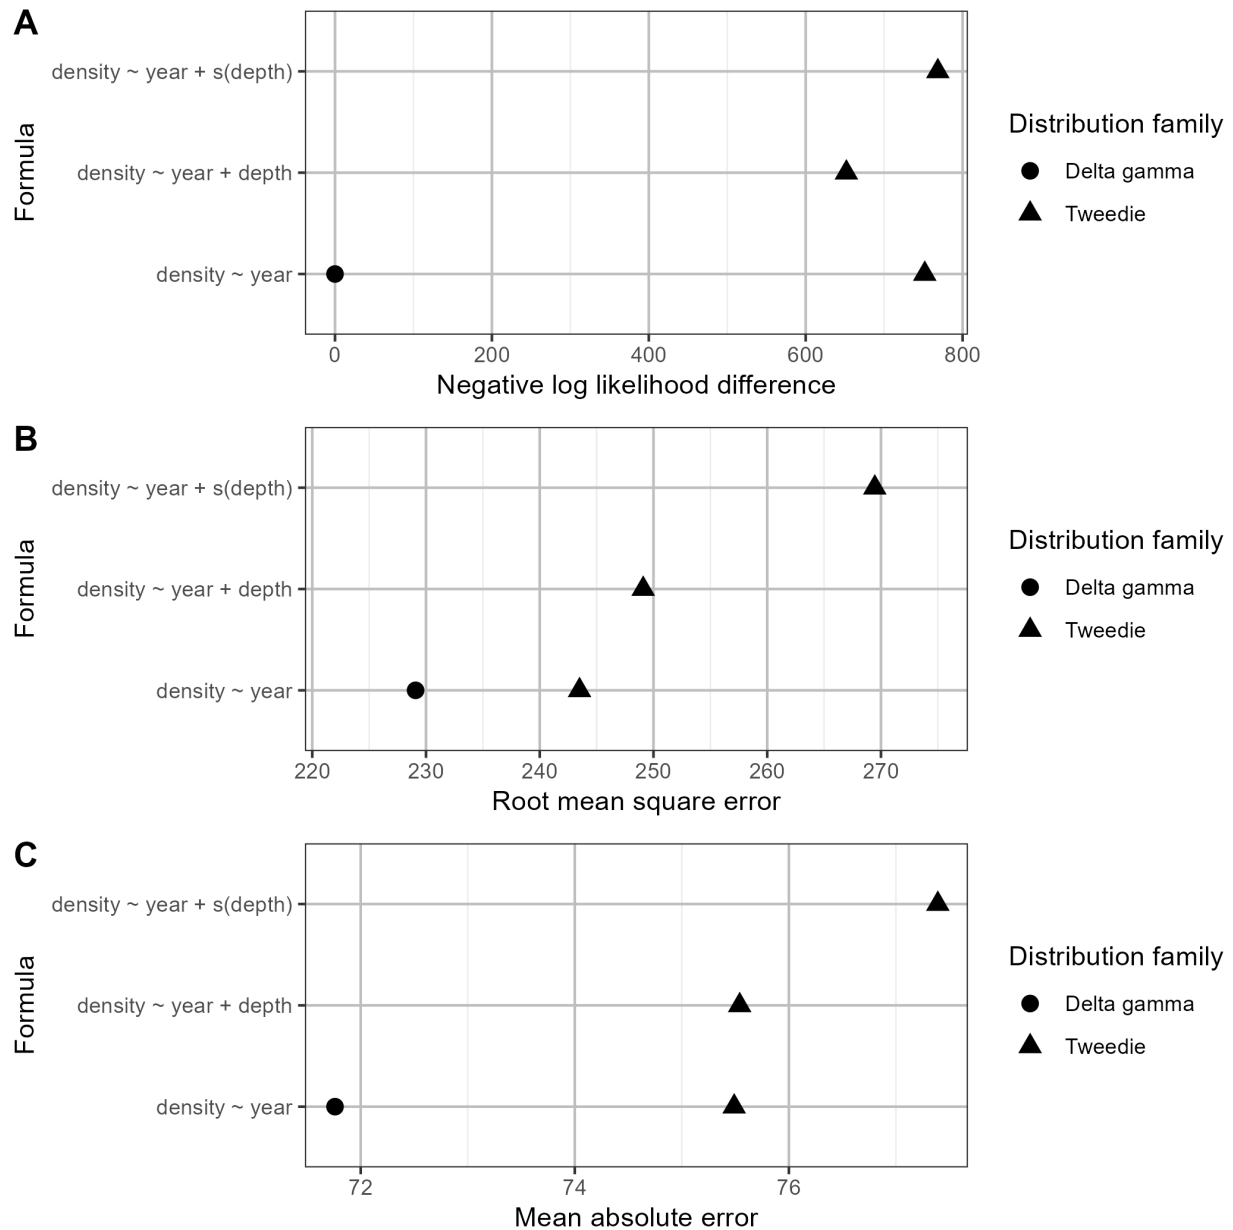 A
Formula
density ~ year + s(depth)
density ~ year + depth
density ~ year
0 200 400 600 800
Negative log likelihood difference
Distribution family
Delta gamma
Tweedie
B
Formula
density ~ year + s(depth)
density ~ year + depth
density ~ year
220 230 240 250 260 270
Root mean square error
Distribution family
Delta gamma
Tweedie
C
Formula
density ~ year + s(depth)
density ~ year + depth
density ~ year
72 74 76
Mean absolute error
Distribution family
Delta gamma
Tweedie